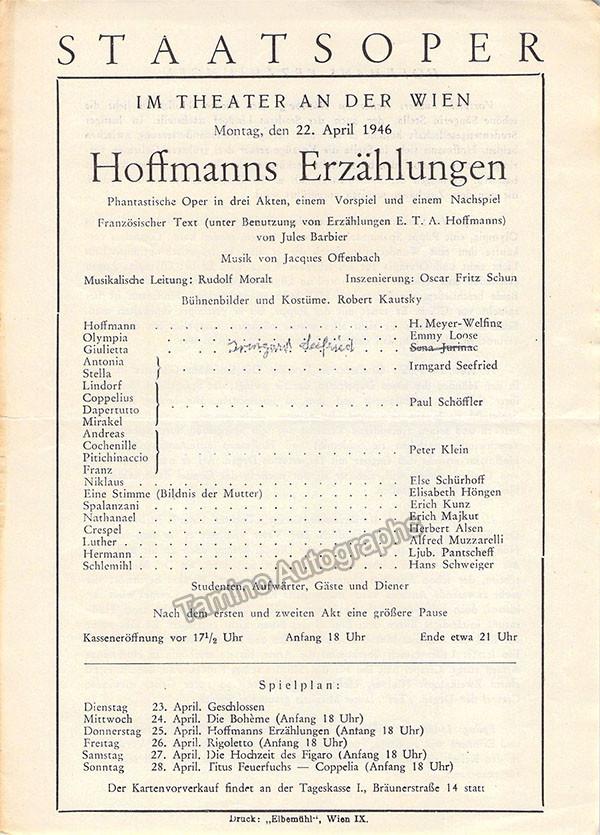 STAATSOPER
IM THEATER AN DER WIEN
Montag, den 22. April 1946
Hoffmanns Erzählungen
Phantastische Oper in drei Akten, einem Vorspiel und einem Nachspiel
Französischer Text (unter Benutzung von Erzählungen E. T. A. Hoffmanns)
von Jules Barbier
Musik von Jacques Offenbach
Musikalische Leitung: Rudolf Moralt Inszenierung: Oscar Fritz Schuh
Bühnenbilder und Kostüme. Robert Kautsky
Hoffmann . . . . . . . . . . H. Meyer-Welfing
Olympia . . . . . . . . . . Emmy Loose
Giulietta . . . Irmgard Seefried . . . Sena Jurinac
Antonia
Stella . . . . . . . . . . Irmgard Seefried
Lindorf
Coppelius
Dapertutto . . . . . . . . . . Paul Schöffler
Mirakel
Andreas
Cochenille
Pitichinaccio . . . . . . . . . . Peter Klein
Franz
Niklaus . . . . . . . . . . Else Schürhoff
Eine Stimme (Bildnis der Mutter) . . . . . . . Elisabeth Höngen
Spalanzani . . . . . . . . . . Erich Kunz
Nathanael . . . . . . . . . . Erich Majkut
Crespel . . . . . . . . . . Herbert Alsen
Luther . . . . . . . . . . Alfred Muzzarelli
Hermann . . . . . . . . . . Ljub. Pantscheff
Schlemihl . . . . . . . . . . Hans Schweiger
Tamino Autographs
Studenten, Aufwärter, Gäste und Diener
Nach dem ersten und zweiten Akt eine größere Pause
Kasseneröffnung vor 17 1/2 Uhr Anfang 18 Uhr Ende etwa 21 Uhr
Spielplan:
Dienstag 23. April. Geschlossen
Mittwoch 24. April. Die Bohème (Anfang 18 Uhr)
Donnerstag 25. April. Hoffmanns Erzählungen (Anfang 18 Uhr)
Freitag 26. April. Rigoletto (Anfang 18 Uhr)
Samstag 27. April. Die Hochzeit des Figaro (Anfang 18 Uhr)
Sonntag 28. April. Titus Feuerfuchs — Coppelia (Anfang 18 Uhr)
Der Kartenvorverkauf findet an der Tageskasse I., Bräunerstraße 14 statt
Druck: „Elbemühl", Wien IX.